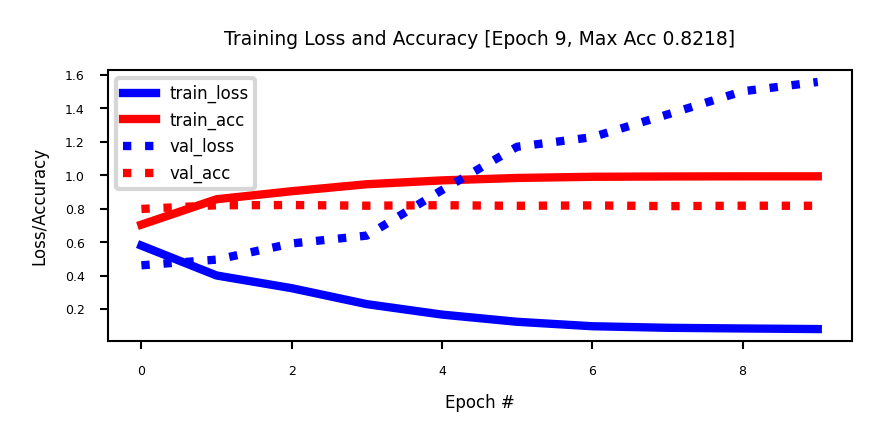 Training Loss and Accuracy [Epoch 9, Max Acc 0.8218]
train_loss
train_acc
val_loss
val_acc
Loss/Accuracy
1.6
1.4
1.2
1.0
0.8
0.6
0.4
0.2
0 2 4 6 8
Epoch #